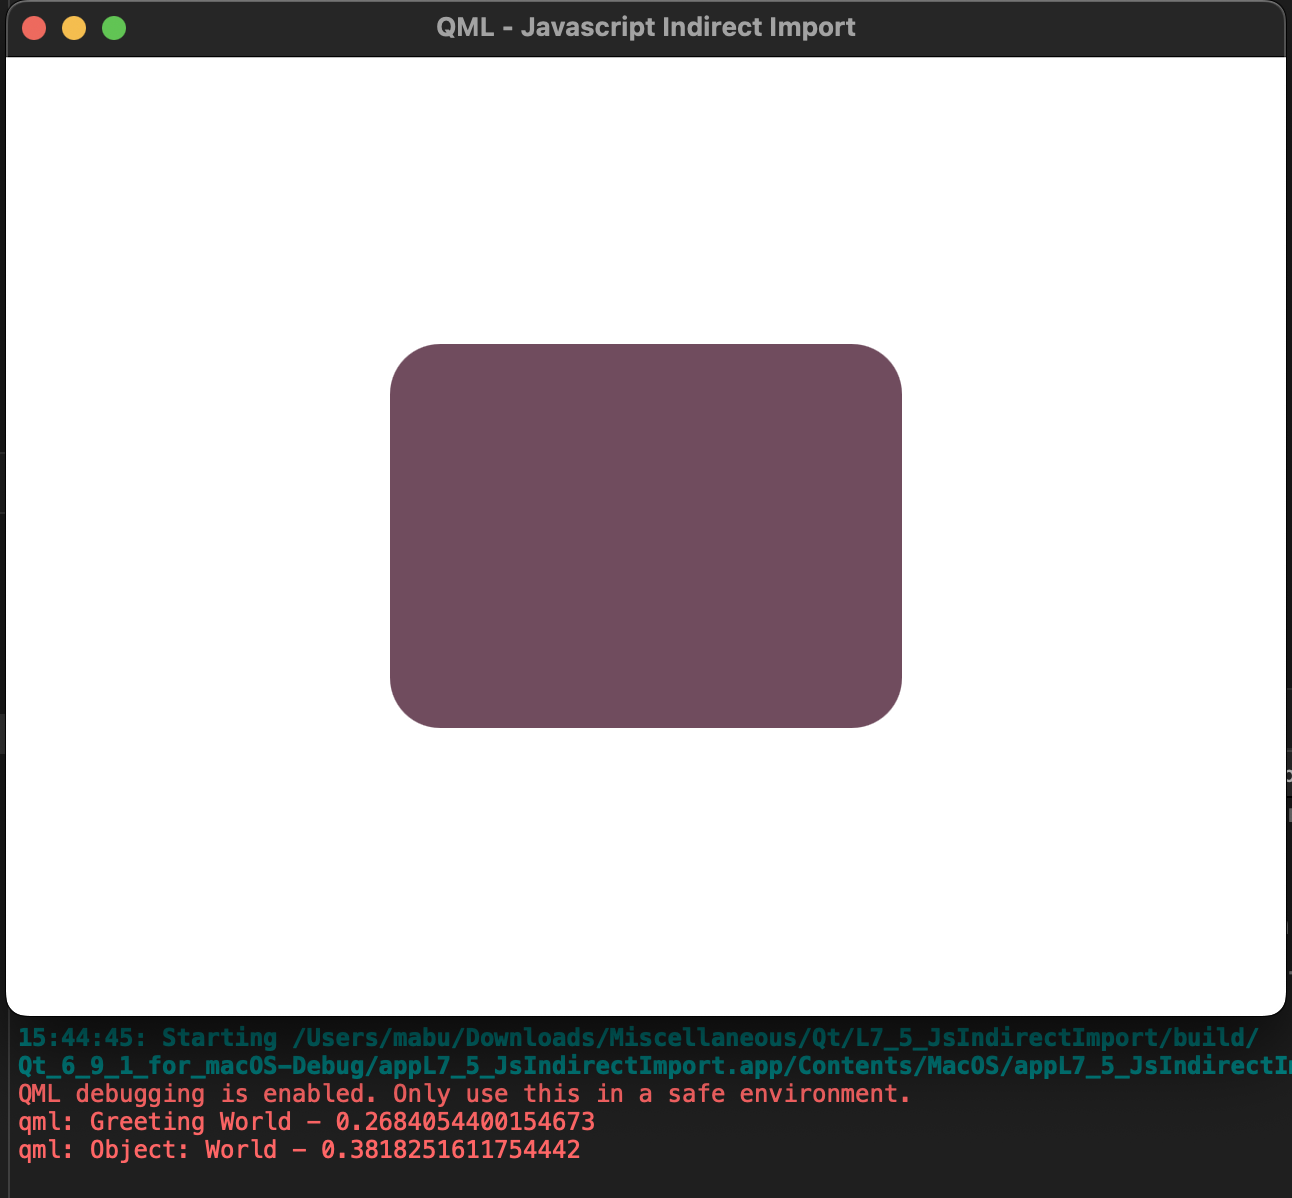 QML - Javascript Indirect Import
15:44:45: Starting /Users/mabu/Downloads/Miscellaneous/Qt/L7_5_JsIndirectImport/build/
Qt_6_9_1_for_macOS-Debug/appL7_5_JsIndirectImport.app/Contents/MacOS/appL7_5_JsIndirectI
QML debugging is enabled. Only use this in a safe environment.
qml: Greeting World - 0.2684054400154673
qml: Object: World - 0.3818251611754442